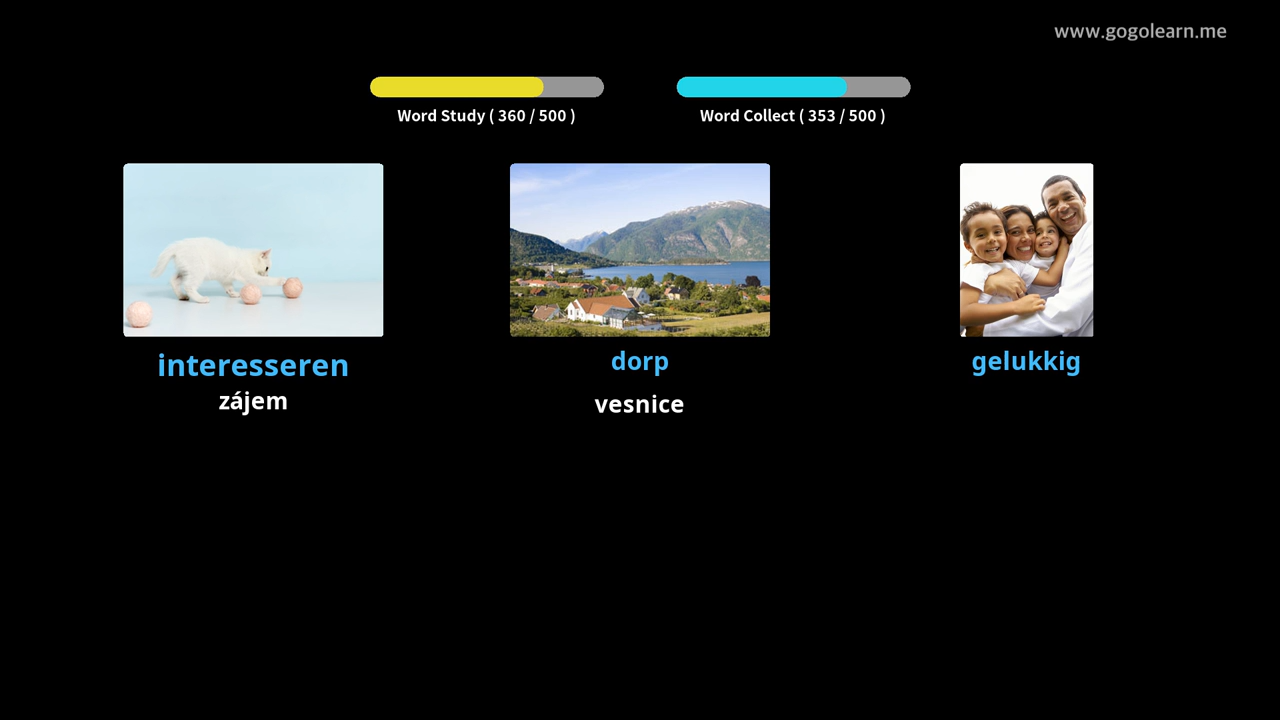 www.gogolearn.me
Word Study ( 360 / 500 )
Word Collect ( 353 / 500 )
interesseren
zájem
dorp
vesnice
gelukkig